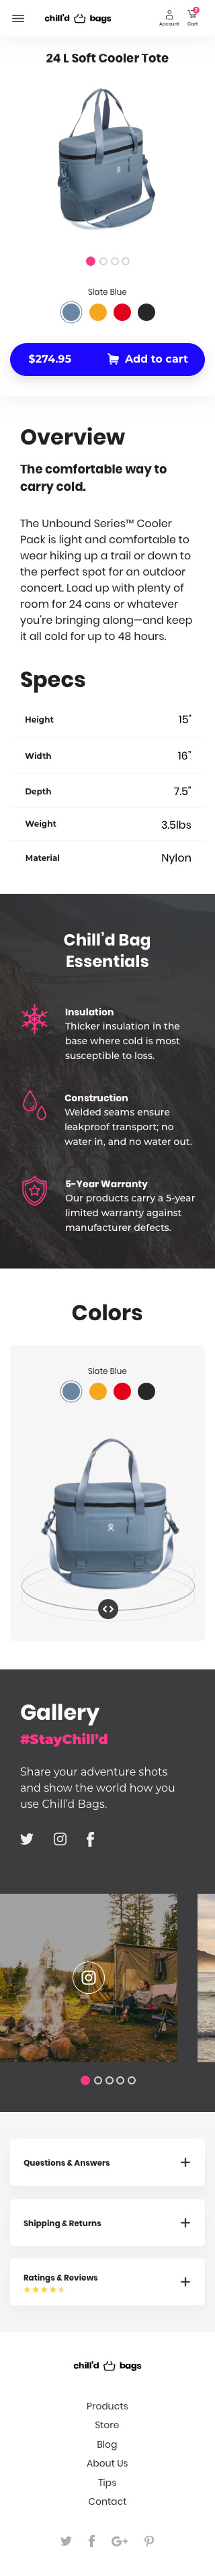 chill'd bags
2
Account Cart
24 L Soft Cooler Tote
Slate Blue
$274.95 Add to cart
Overview
The comfortable way to
carry cold.
The Unbound Series™ Cooler
Pack is light and comfortable to
wear hiking up a trail or down to
the perfect spot for an outdoor
concert. Load up with plenty of
room for 24 cans or whatever
you're bringing along—and keep
it all cold for up to 48 hours.
Specs
Height 15"
Width 16"
Depth 7.5"
Weight 3.5lbs
Material Nylon
Chill'd Bag
Essentials
Insulation
Thicker insulation in the
base where cold is most
susceptible to loss.
Construction
Welded seams ensure
leakproof transport; no
water in, and no water out.
5-Year Warranty
Our products carry a 5-year
limited warranty against
manufacturer defects.
Colors
Slate Blue
Gallery
#StayChill'd
Share your adventure shots
and show the world how you
use Chill'd Bags.
Questions & Answers
Shipping & Returns
Ratings & Reviews
chill'd bags
Products
Store
Blog
About Us
Tips
Contact